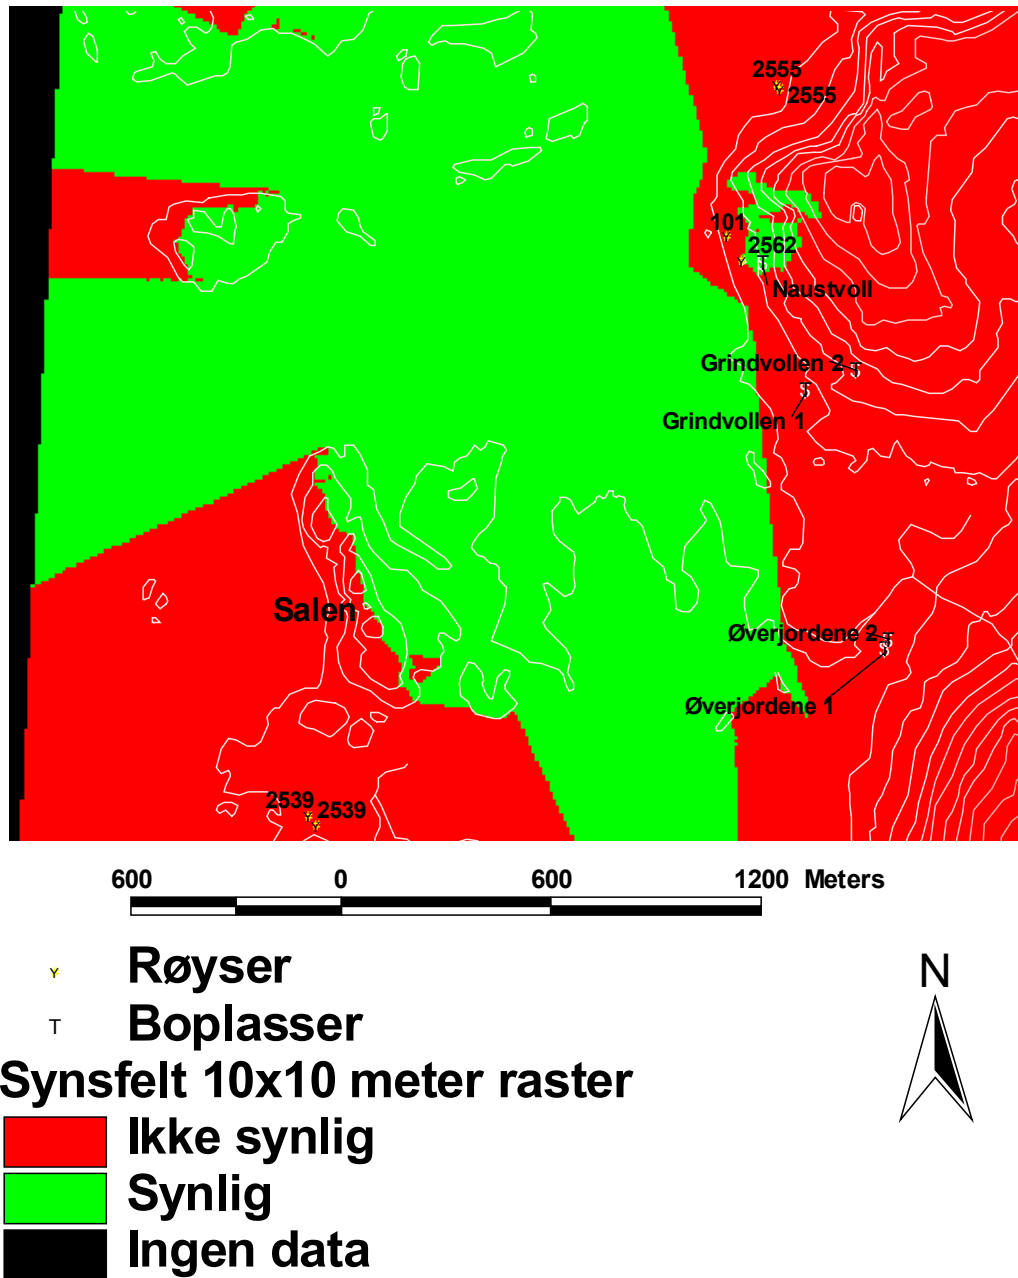 2555
2555
101
2562
Naustvoll
Grindvollen 2
Grindvollen 1
Salen
Øverjordene 2
Øverjordene 1
2539
2539
600 0 600 1200 Meters
Røyser
N
Boplasser
Synsfelt 10x10 meter raster
Ikke synlig
Synlig
Ingen data